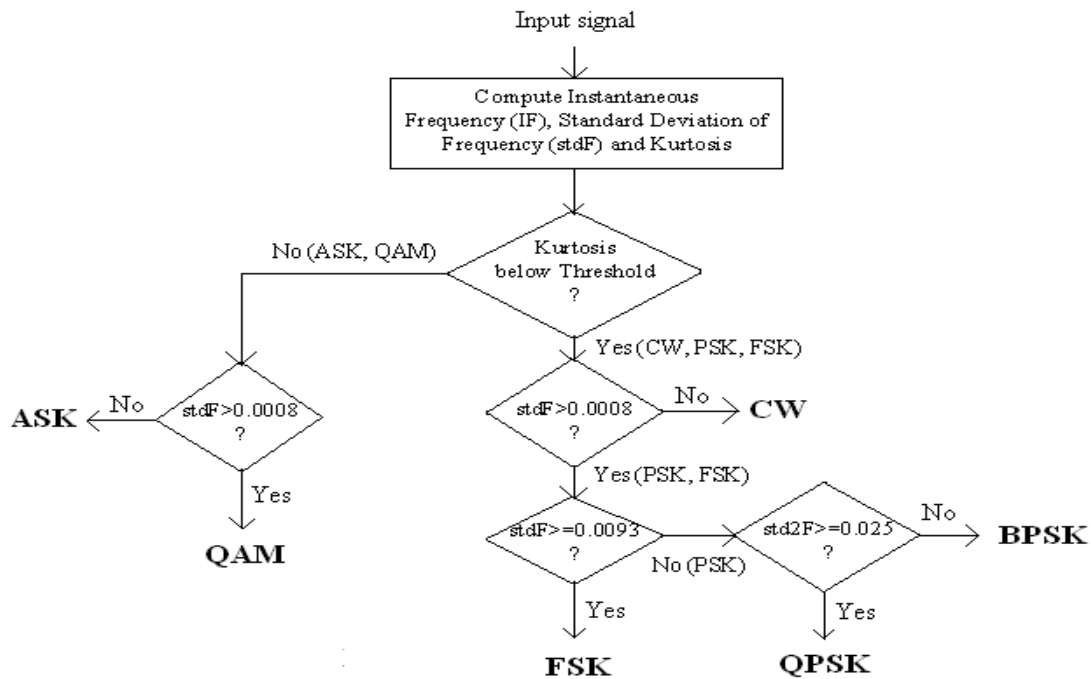 Input signal
Compute Instantaneous
Frequency (IF), Standard Deviation of
Frequency (stdF) and Kurtosis
No (ASK, QAM)
Kurtosis
below Threshold
?
Yes (CW, PSK, FSK)
ASK
No
stdF>0.0008
?
Yes
QAM
stdF>0.0008
?
No
CW
Yes (PSK, FSK)
stdF>=0.0093
?
No (PSK)
Yes
FSK
std2F>=0.025
?
No
BPSK
Yes
QPSK